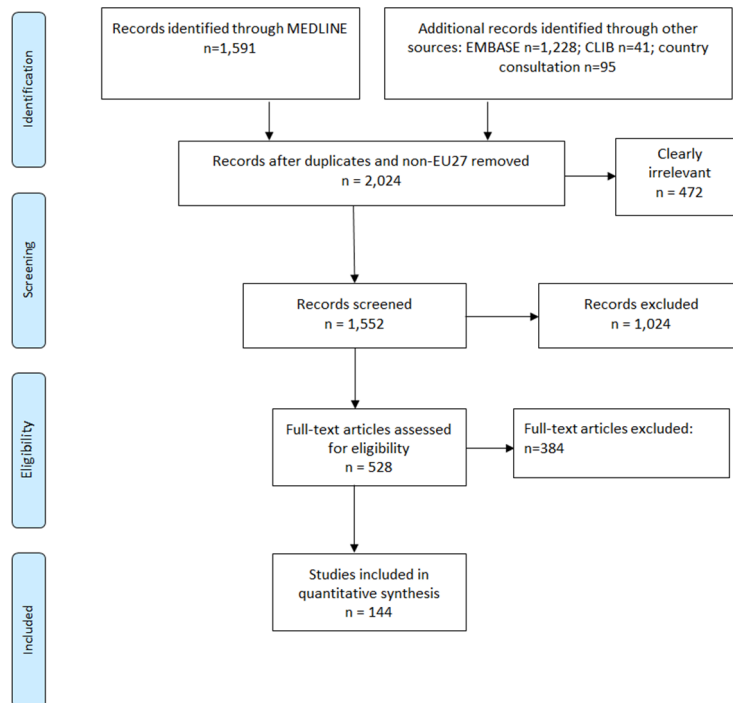 Identification
Records identified through MEDLINE
n=1,591
Additional records identified through other
sources: EMBASE n=1,228; CLIB n=41; country
consultation n=95
Records after duplicates and non-EU27 removed
n = 2,024
Clearly
irrelevant
n = 472
Screening
Records screened
n = 1,552
Records excluded
n = 1,024
Eligibility
Full-text articles assessed
for eligibility
n = 528
Full-text articles excluded:
n=384
Included
Studies included in
quantitative synthesis
n = 144